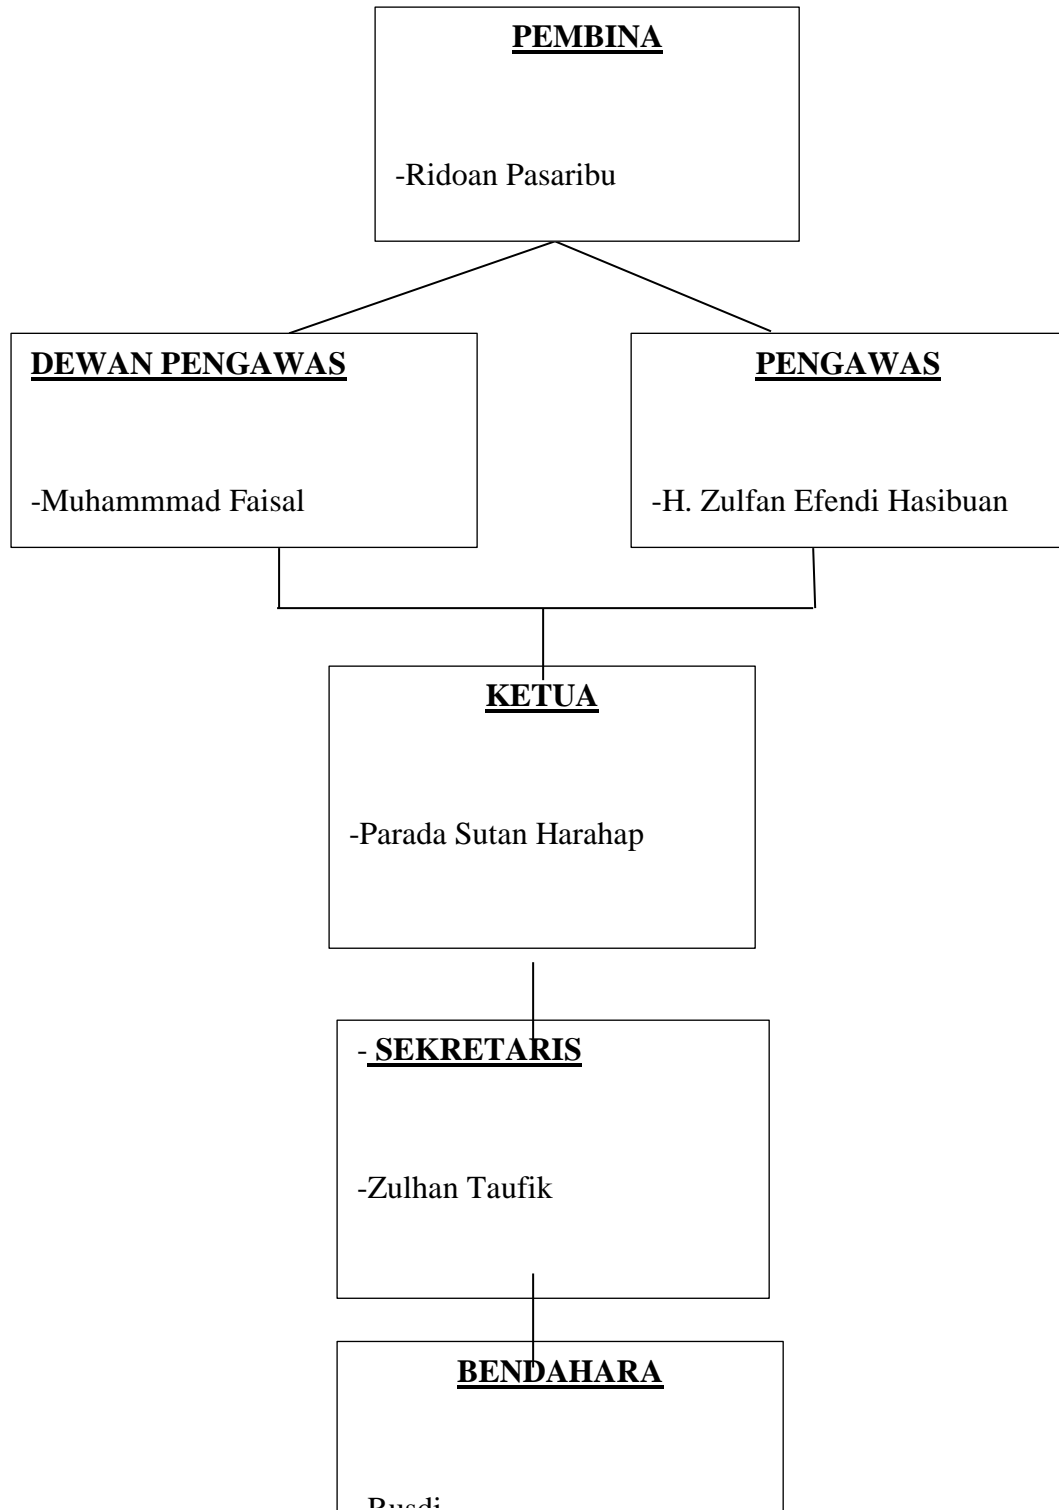 PEMBINA
-Ridoan Pasaribu
DEWAN PENGAWAS
-Muhammmad Faisal
PENGAWAS
-H. Zulfan Efendi Hasibuan
KETUA
-Parada Sutan Harahap
- SEKRETARIS
-Zulhan Taufik
BENDAHARA
-Rusdi